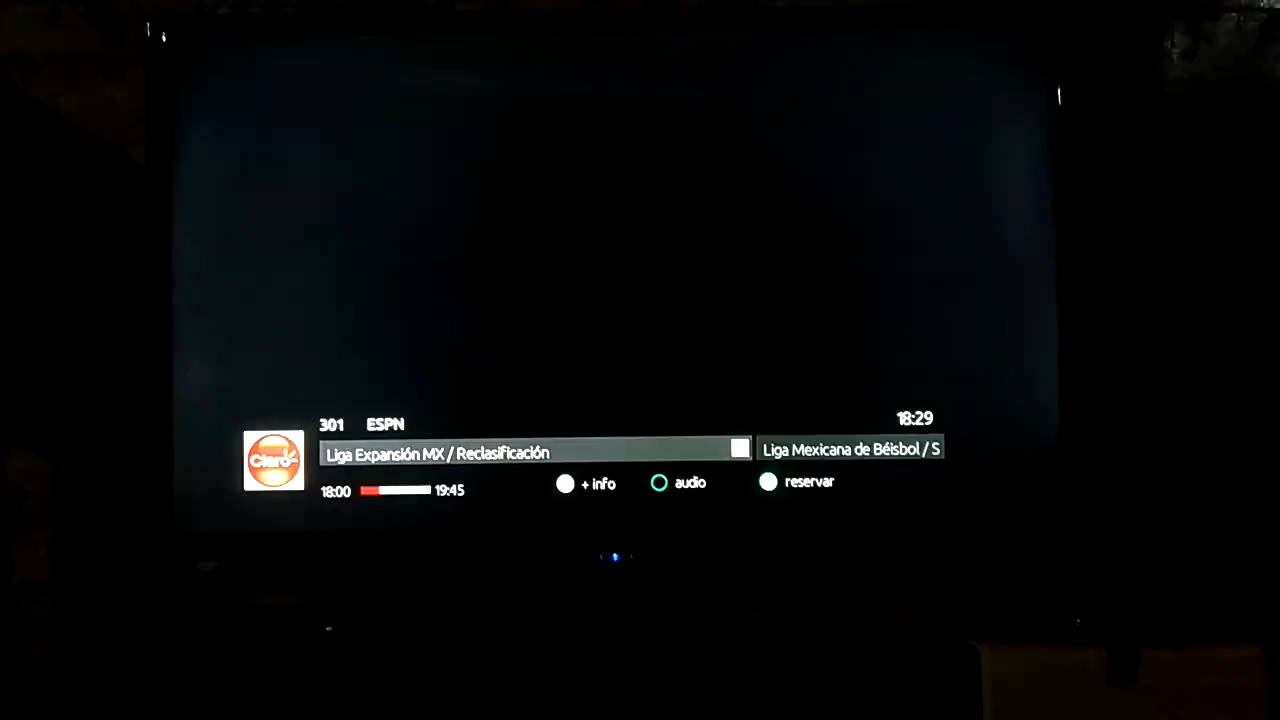 301 ESPN 18:29
Claro
Liga Expansión MX / Reclasificación Liga Mexicana de Béisbol / S
18:00 19:45 + info audio reservar